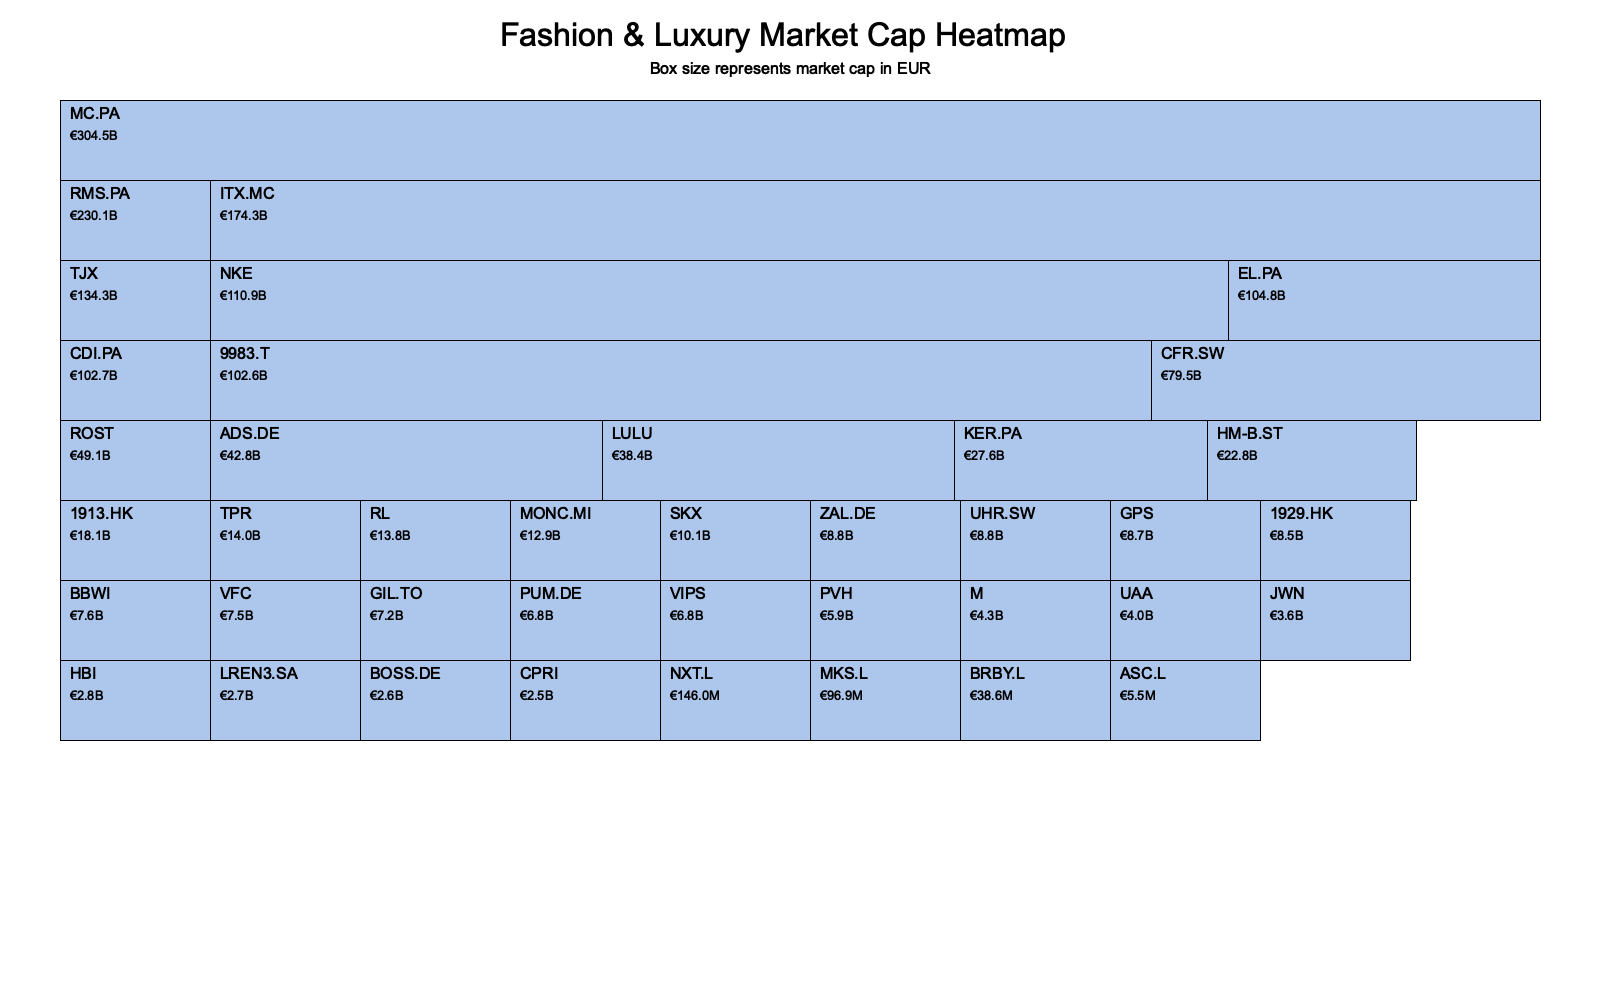 Fashion & Luxury Market Cap Heatmap
Box size represents market cap in EUR
MC.PA
€304.5B
RMS.PA
€230.1B
ITX.MC
€174.3B
TJX
€134.3B
NKE
€110.9B
EL.PA
€104.8B
CDI.PA
€102.7B
9983.T
€102.6B
CFR.SW
€79.5B
ROST
€49.1B
ADS.DE
€42.8B
LULU
€38.4B
KER.PA
€27.6B
HM-B.ST
€22.8B
1913.HK
€18.1B
TPR
€14.0B
RL
€13.8B
MONC.MI
€12.9B
SKX
€10.1B
ZAL.DE
€8.8B
UHR.SW
€8.8B
GPS
€8.7B
1929.HK
€8.5B
BBWI
€7.6B
VFC
€7.5B
GIL.TO
€7.2B
PUM.DE
€6.8B
VIPS
€6.8B
PVH
€5.9B
M
€4.3B
UAA
€4.0B
JWN
€3.6B
HBI
€2.8B
LREN3.SA
€2.7B
BOSS.DE
€2.6B
CPRI
€2.5B
NXT.L
€146.0M
MKS.L
€96.9M
BRBY.L
€38.6M
ASC.L
€5.5M